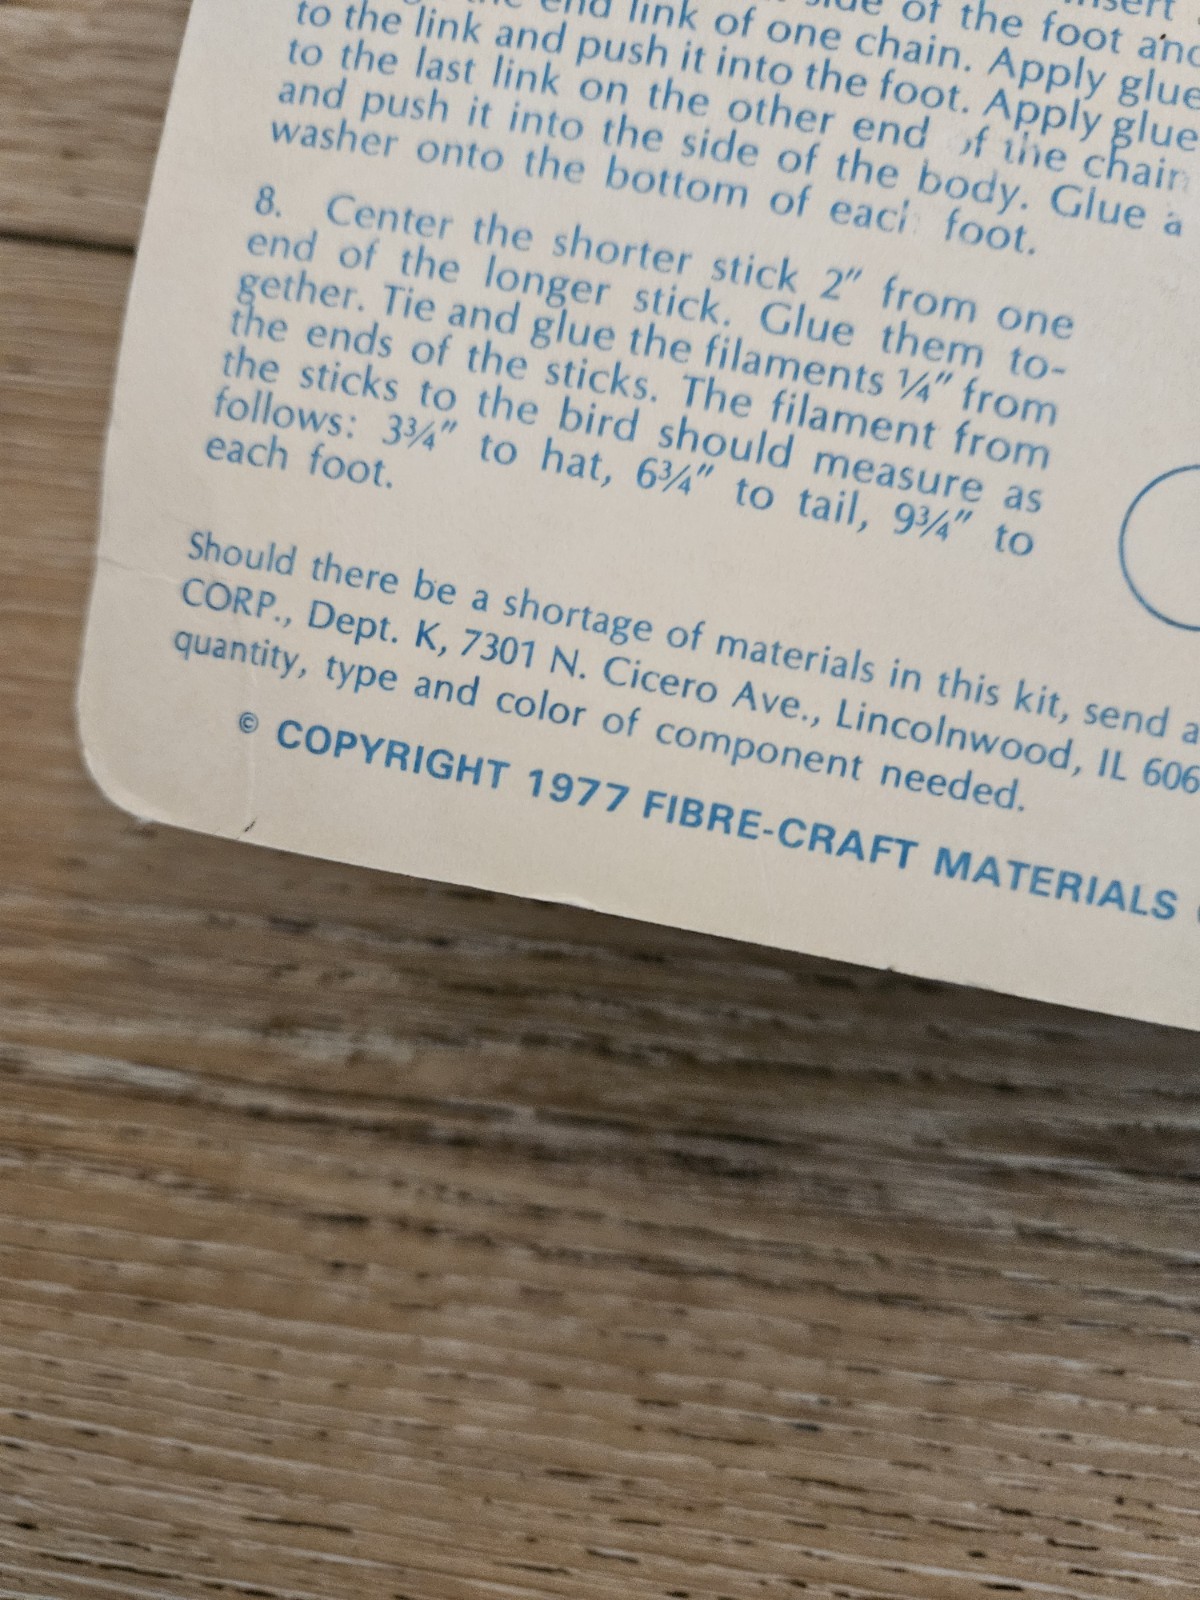 end link of one chain. Apply glue
to the link and push it into the foot. Apply glue
to the last link on the other end of the chain
and push it into the side of the body. Glue a
washer onto the bottom of each foot.
8. Center the shorter stick 2" from one
end of the longer stick. Glue them to-
gether. Tie and glue the filaments ¼" from
the ends of the sticks. The filament from
the sticks to the bird should measure as
follows: 3¾" to hat, 6¾" to tail, 9¾" to
each foot.
Should there be a shortage of materials in this kit, send a
CORP., Dept. K, 7301 N. Cicero Ave., Lincolnwood, IL 606
quantity, type and color of component needed.
© COPYRIGHT 1977 FIBRE-CRAFT MATERIALS